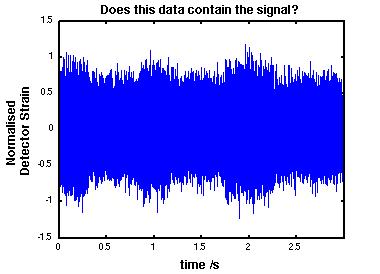 Does this data contain the signal?
1.5
1
0.5
0
-0.5
-1
-1.5
Normalised
Detector Strain
0 0.5 1 1.5 2 2.5
time /s